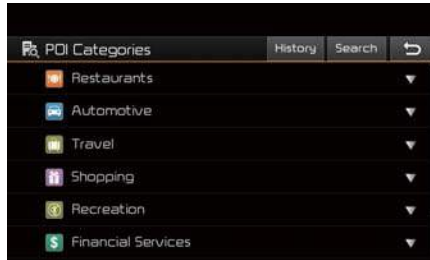 POI Categories History Search
Restaurants
Automotive
Travel
Shopping
Recreation
$ Financial Services